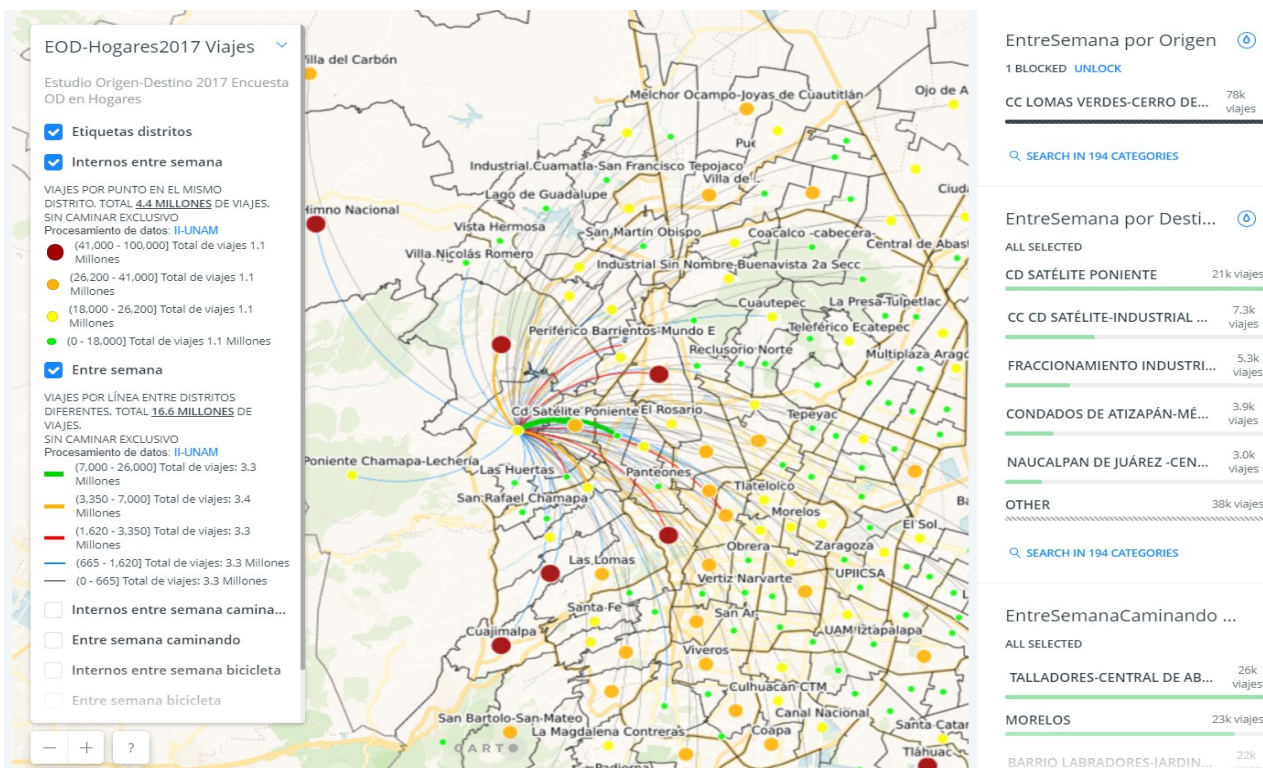 EOD-Hogares2017 Viajes
Estudio Origen-Destino 2017 Encuesta
OD en Hogares
Etiquetas distritos
Internos entre semana
VIAJES POR PUNTO EN EL MISMO
DISTRITO. TOTAL 4.4 MILLONES DE VIAJES.
SIN CAMINAR EXCLUSIVO
Procesamiento de datos: II-UNAM
(41,000 - 100,000] Total de viajes 1.1
Millones
(26,200 - 41,000] Total de viajes 1.1
Millones
(18,000 - 26,200] Total de viajes 1.1
Millones
(0 - 18,000] Total de viajes 1.1 Millones
Entre semana
VIAJES POR LÍNEA ENTRE DISTRITOS
DIFERENTES. TOTAL 16.6 MILLONES DE
VIAJES.
SIN CAMINAR EXCLUSIVO
Procesamiento de datos: II-UNAM
(7,000 - 26,000] Total de viajes: 3.3
Millones
(3,350 - 7,000] Total de viajes: 3.4
Millones
(1,620 - 3,350] Total de viajes: 3.3
Millones
(665 - 1,620] Total de viajes: 3.3 Millones
(0 - 665] Total de viajes: 3.3 Millones
Internos entre semana camina...
Entre semana caminando
Internos entre semana bicicleta
Entre semana bicicleta
?
illa del Carbón
Melchor Ocampo-Joyas de Cuautitlán
Ojo de A
Pue
Industrial Cuamatla-San Francisco Tepojaco
Villa de
Lago de Guadalupe
Ciuda
Himno Nacional
Vista Hermosa
San Martín Obispo
Coacalco -cabecera-
Central de Abast
Villa Nicolás Romero
Industrial Sin Nombre-Buenavista 2a Secc
Cuautepec
La Presa-Tulpetlac
Periférico Barrientos-Mundo E
Teleférico Ecatepec
Reclusorio Norte
Multiplaza Arago
Cd Satélite Poniente
El Rosario
Tepeyac
Poniente Chamapa-Lechería
Las Huertas
Panteones
San Rafael Chamapa
Tlatelolco
Morelos
Ba
El Sol
Obrera
Zaragoza
Las Lomas
Vertiz Narvarte
UPIICSA
Santa Fe
San Ar
Cuajimalpa
UAM Iztapalapa
Viveros
Culhuacán CTM
San Bartolo-San Mateo
Canal Nacional
La Magdalena Contreras
Coapa
Santa Catar
CARTO
Padierna
Tláhuac
EntreSemana por Origen
1 BLOCKED UNLOCK
CC LOMAS VERDES-CERRO DE... 78k viajes
SEARCH IN 194 CATEGORIES
EntreSemana por Desti...
ALL SELECTED
CD SATÉLITE PONIENTE 21k viajes
CC CD SATÉLITE-INDUSTRIAL ... 7.3k viajes
FRACCIONAMIENTO INDUSTRI... 5.3k viajes
CONDADOS DE ATIZAPÁN-MÉ... 3.9k viajes
NAUCALPAN DE JUÁREZ -CEN... 3.0k viajes
OTHER 38k viajes
SEARCH IN 194 CATEGORIES
EntreSemanaCaminando ...
ALL SELECTED
TALLADORES-CENTRAL DE AB... 26k viajes
MORELOS 23k viajes
BARRIO LABRADORES-JARDIN... 22k